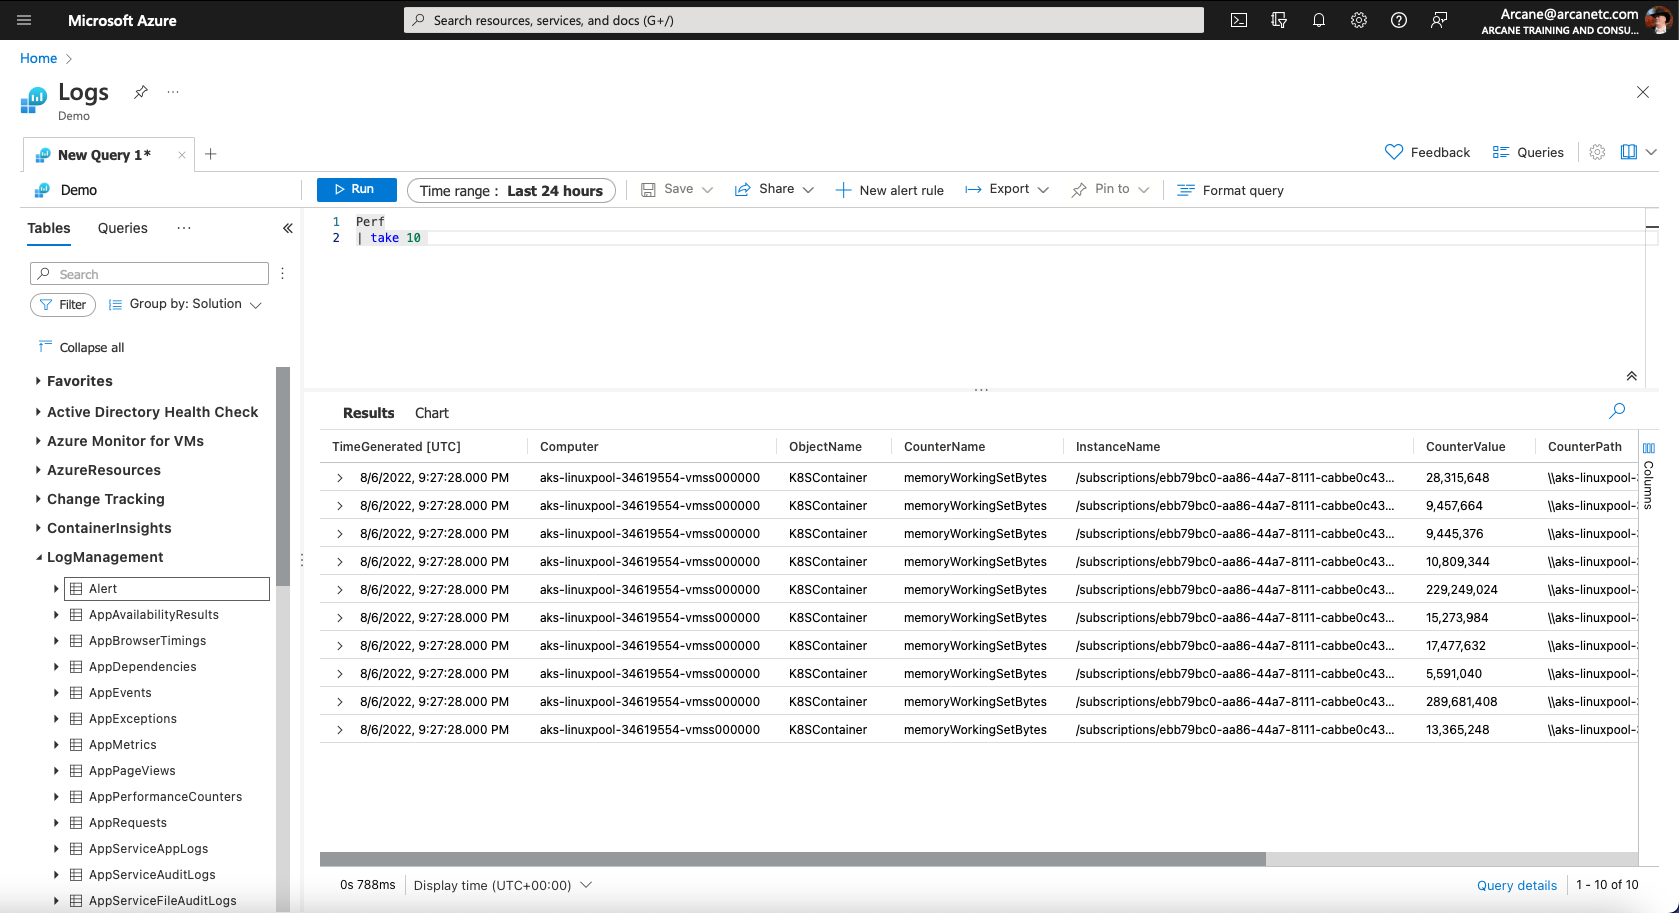 Microsoft Azure
Search resources, services, and docs (G+/)
Arcane@arcanetc.com
ARCANE TRAINING AND CONSU...
Home
Logs
Demo
New Query 1*
Feedback
Queries
Demo
Run
Time range : Last 24 hours
Save
Share
New alert rule
Export
Pin to
Format query
Tables
Queries
Search
Filter
Group by: Solution
Collapse all
Favorites
Active Directory Health Check
Azure Monitor for VMs
AzureResources
Change Tracking
ContainerInsights
LogManagement
Alert
AppAvailabilityResults
AppBrowserTimings
AppDependencies
AppEvents
AppExceptions
AppMetrics
AppPageViews
AppPerformanceCounters
AppRequests
AppServiceAppLogs
AppServiceAuditLogs
AppServiceFileAuditLogs
1 Perf
2 | take 10
Results Chart
TimeGenerated [UTC] Computer ObjectName CounterName InstanceName CounterValue CounterPath
8/6/2022, 9:27:28.000 PM aks-linuxpool-34619554-vmss000000 K8SContainer memoryWorkingSetBytes /subscriptions/ebb79bc0-aa86-44a7-8111-cabbe0c43... 28,315,648 \\aks-linuxpool-
8/6/2022, 9:27:28.000 PM aks-linuxpool-34619554-vmss000000 K8SContainer memoryWorkingSetBytes /subscriptions/ebb79bc0-aa86-44a7-8111-cabbe0c43... 9,457,664 \\aks-linuxpool-
8/6/2022, 9:27:28.000 PM aks-linuxpool-34619554-vmss000000 K8SContainer memoryWorkingSetBytes /subscriptions/ebb79bc0-aa86-44a7-8111-cabbe0c43... 9,445,376 \\aks-linuxpool-
8/6/2022, 9:27:28.000 PM aks-linuxpool-34619554-vmss000000 K8SContainer memoryWorkingSetBytes /subscriptions/ebb79bc0-aa86-44a7-8111-cabbe0c43... 10,809,344 \\aks-linuxpool-
8/6/2022, 9:27:28.000 PM aks-linuxpool-34619554-vmss000000 K8SContainer memoryWorkingSetBytes /subscriptions/ebb79bc0-aa86-44a7-8111-cabbe0c43... 229,249,024 \\aks-linuxpool-
8/6/2022, 9:27:28.000 PM aks-linuxpool-34619554-vmss000000 K8SContainer memoryWorkingSetBytes /subscriptions/ebb79bc0-aa86-44a7-8111-cabbe0c43... 15,273,984 \\aks-linuxpool-
8/6/2022, 9:27:28.000 PM aks-linuxpool-34619554-vmss000000 K8SContainer memoryWorkingSetBytes /subscriptions/ebb79bc0-aa86-44a7-8111-cabbe0c43... 17,477,632 \\aks-linuxpool-
8/6/2022, 9:27:28.000 PM aks-linuxpool-34619554-vmss000000 K8SContainer memoryWorkingSetBytes /subscriptions/ebb79bc0-aa86-44a7-8111-cabbe0c43... 5,591,040 \\aks-linuxpool-
8/6/2022, 9:27:28.000 PM aks-linuxpool-34619554-vmss000000 K8SContainer memoryWorkingSetBytes /subscriptions/ebb79bc0-aa86-44a7-8111-cabbe0c43... 289,681,408 \\aks-linuxpool-
8/6/2022, 9:27:28.000 PM aks-linuxpool-34619554-vmss000000 K8SContainer memoryWorkingSetBytes /subscriptions/ebb79bc0-aa86-44a7-8111-cabbe0c43... 13,365,248 \\aks-linuxpool-
Columns
0s 788ms
Display time (UTC+00:00)
Query details
1 - 10 of 10